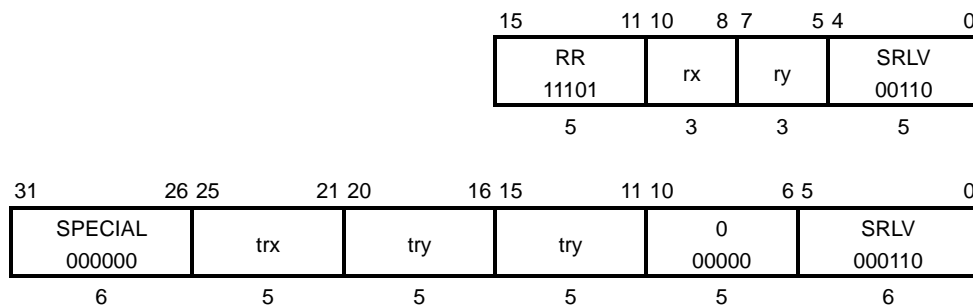 15 11 10 8 7 5 4 0
RR rx ry SRLV
11101 00110
5 3 3 5
31 26 25 21 20 16 15 11 10 6 5 0
SPECIAL trx try try 0 SRLV
000000 00000 000110
6 5 5 5 5 6